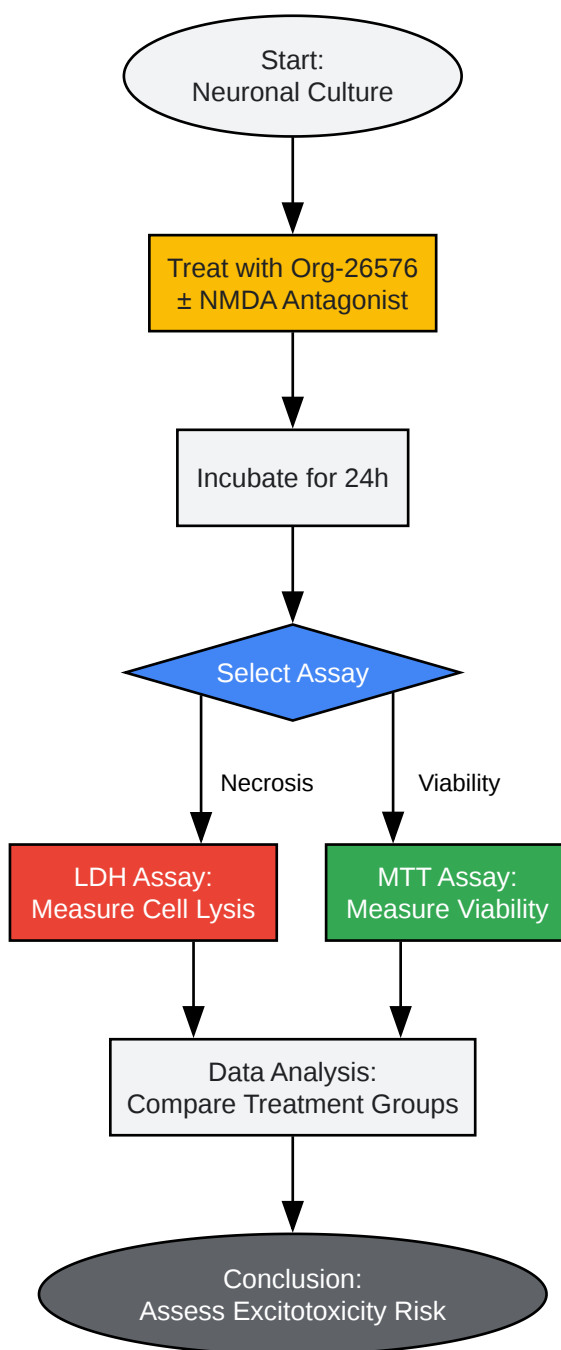 Start:
Neuronal Culture
Treat with Org-26576
± NMDA Antagonist
Incubate for 24h
Select Assay
Necrosis
Viability
LDH Assay:
Measure Cell Lysis
MTT Assay:
Measure Viability
Data Analysis:
Compare Treatment Groups
Conclusion:
Assess Excitotoxicity Risk